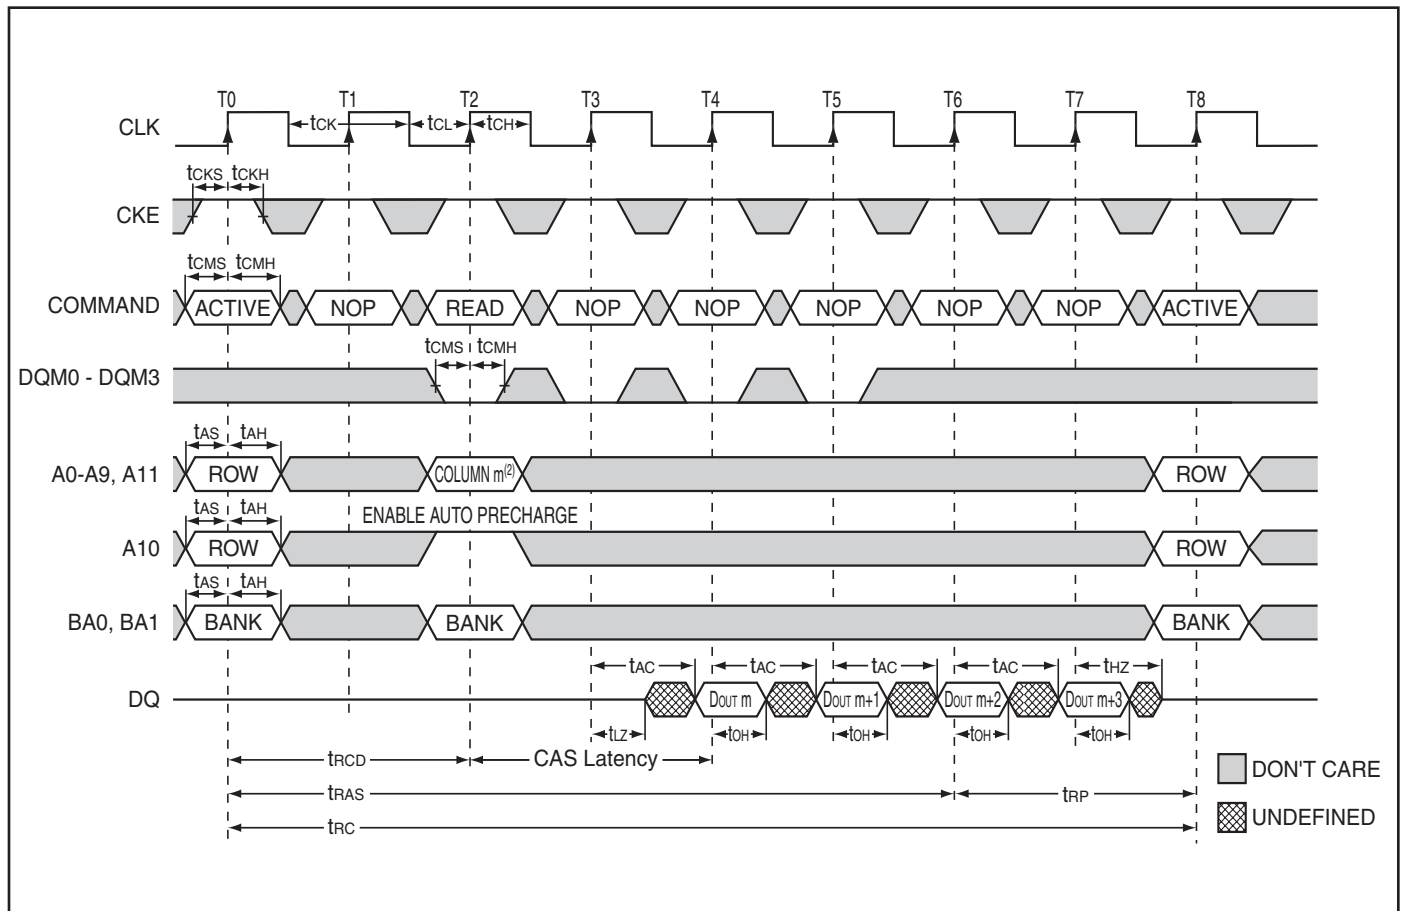 T0 T1 T2 T3 T4 T5 T6 T7 T8
CLK tCK tCL tCH
tCKS tCKH
CKE
tCMS tCMH
COMMAND ACTIVE NOP READ NOP NOP NOP NOP NOP ACTIVE
tCMS tCMH
DQM0 - DQM3
tAS tAH
A0-A9, A11 ROW COLUMN m(2) ROW
tAS tAH ENABLE AUTO PRECHARGE
A10 ROW ROW
tAS tAH
BA0, BA1 BANK BANK BANK
tAC tAC tAC tAC tHZ
DQ DOUT m DOUT m+1 DOUT m+2 DOUT m+3
tLZ tOH tOH tOH tOH
tRCD CAS Latency
DON'T CARE
tRAS tRP
UNDEFINED
tRC